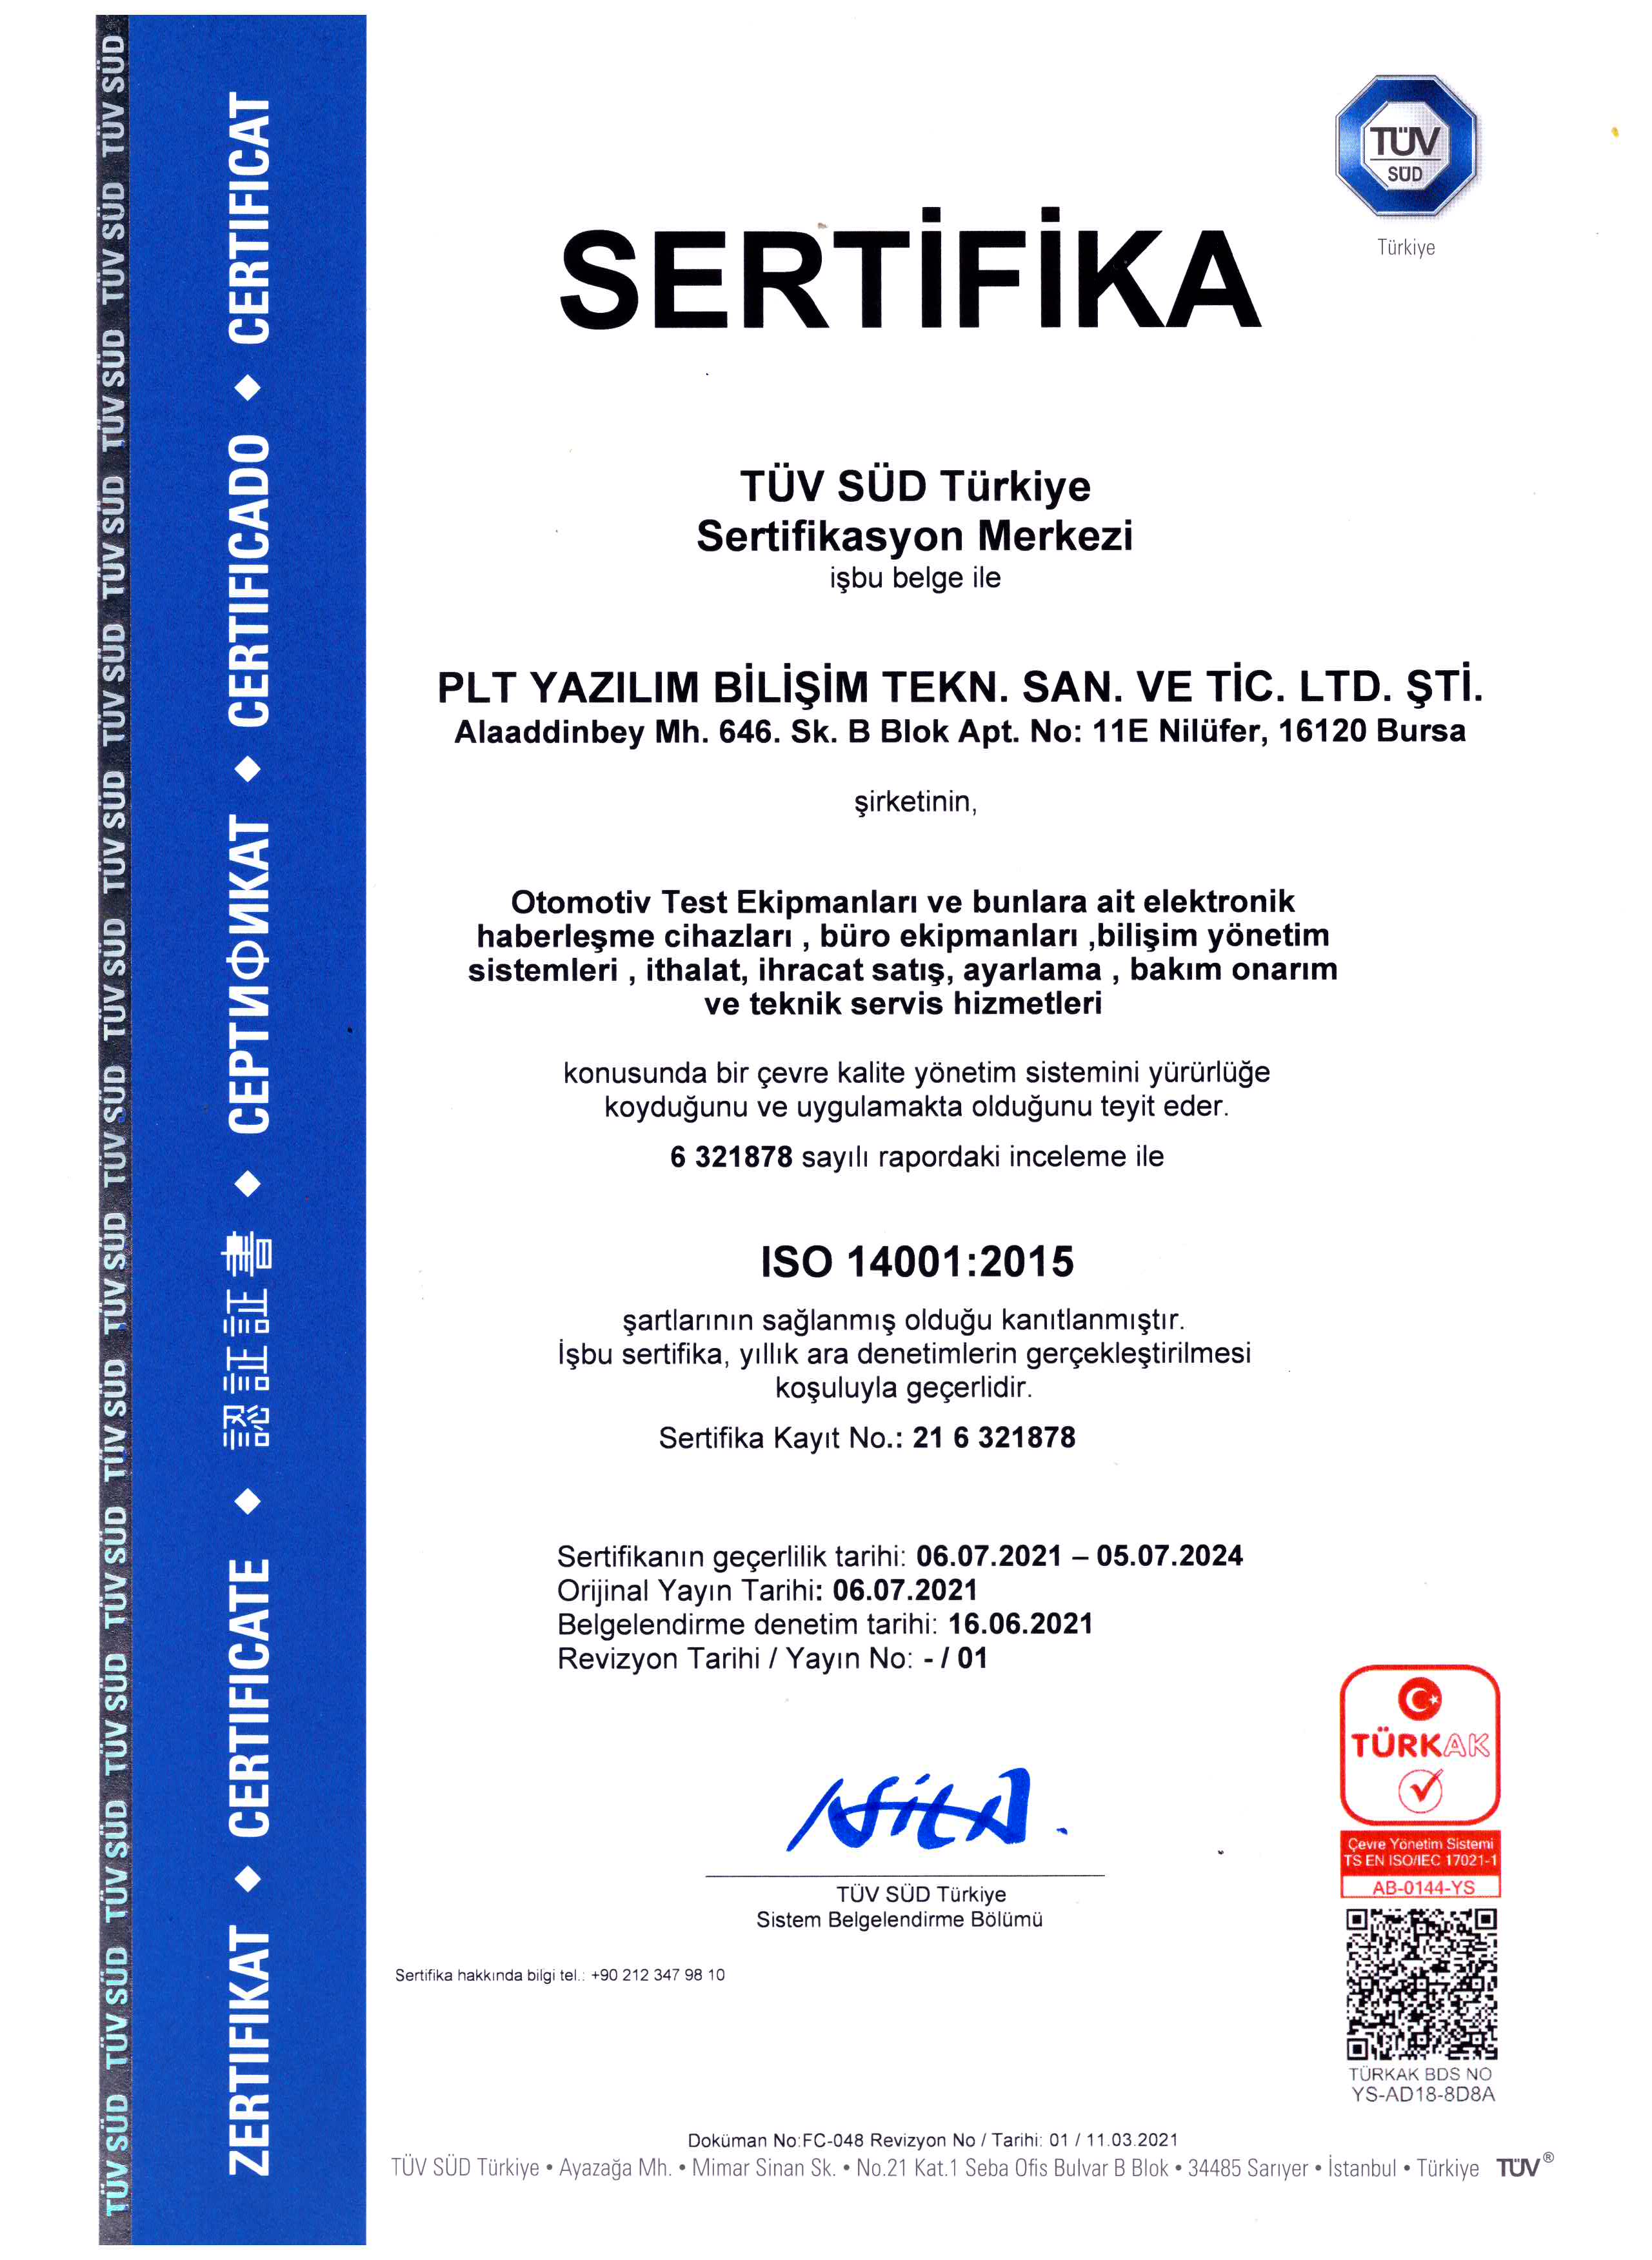 TÜV SÜD TÜV SÜD TÜV SÜD TÜV SÜD TÜV SÜD TÜV SÜD TÜV SÜD TÜV SÜD TÜV SÜD TÜV SÜD TÜV SÜD TÜV SÜD TÜV SÜD TÜV SÜD TÜV SÜD
ZERTIFIKAT ◆ CERTIFICATE ◆ 認証証書 ◆ СЕРТИФИКАТ ◆ CERTIFICADO ◆ CERTIFICAT
TÜV
SÜD
Türkiye
SERTİFİKA
TÜV SÜD Türkiye
Sertifikasyon Merkezi
işbu belge ile
PLT YAZILIM BİLİŞİM TEKN. SAN. VE TİC. LTD. ŞTİ.
Alaaddinbey Mh. 646. Sk. B Blok Apt. No: 11E Nilüfer, 16120 Bursa
şirketinin,
Otomotiv Test Ekipmanları ve bunlara ait elektronik
haberleşme cihazları , büro ekipmanları ,bilişim yönetim
sistemleri , ithalat, ihracat satış, ayarlama , bakım onarım
ve teknik servis hizmetleri
konusunda bir çevre kalite yönetim sistemini yürürlüğe
koyduğunu ve uygulamakta olduğunu teyit eder.
6 321878 sayılı rapordaki inceleme ile
ISO 14001:2015
şartlarının sağlanmış olduğu kanıtlanmıştır.
İşbu sertifika, yıllık ara denetimlerin gerçekleştirilmesi
koşuluyla geçerlidir.
Sertifika Kayıt No.: 21 6 321878
Sertifikanın geçerlilik tarihi: 06.07.2021 – 05.07.2024
Orijinal Yayın Tarihi: 06.07.2021
Belgelendirme denetim tarihi: 16.06.2021
Revizyon Tarihi / Yayın No: - / 01
TÜRKAK
Çevre Yönetim Sistemi
TS EN ISO/IEC 17021-1
AB-0144-YS
TÜV SÜD Türkiye
Sistem Belgelendirme Bölümü
Sertifika hakkında bilgi tel.: +90 212 347 98 10
TÜRKAK BDS NO
YS-AD18-8D8A
Doküman No:FC-048 Revizyon No / Tarihi: 01 / 11.03.2021
TÜV SÜD Türkiye • Ayazağa Mh. • Mimar Sinan Sk. • No.21 Kat.1 Seba Ofis Bulvar B Blok • 34485 Sarıyer • İstanbul • Türkiye TÜV®